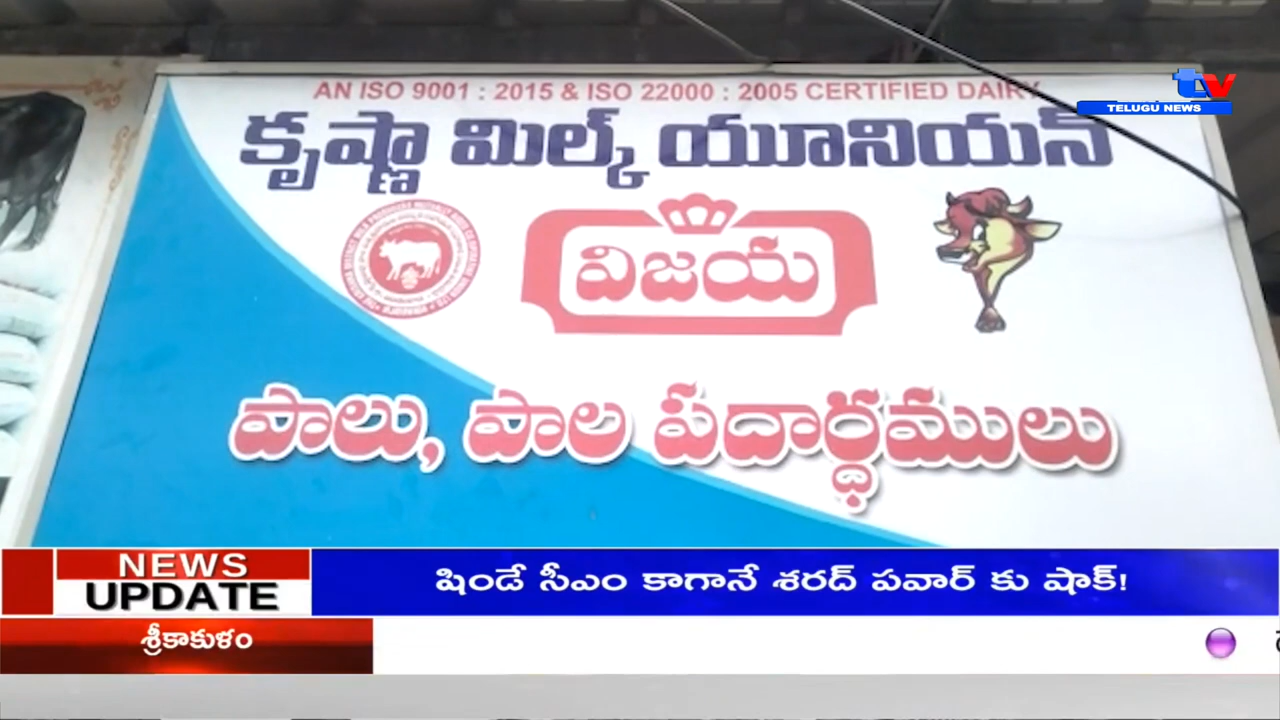 AN ISO 9001 : 2015 & ISO 22000 : 2005 CERTIFIED DAIRY
tv
TELUGU NEWS
కృష్ణా మిల్క్ యూనియన్
విజయ
పాలు, పాల పదార్ధములు
NEWS
UPDATE
షిండే సీఎం కాగానే శరద్ పవార్ కు షాక్!
శ్రీకాకుళం